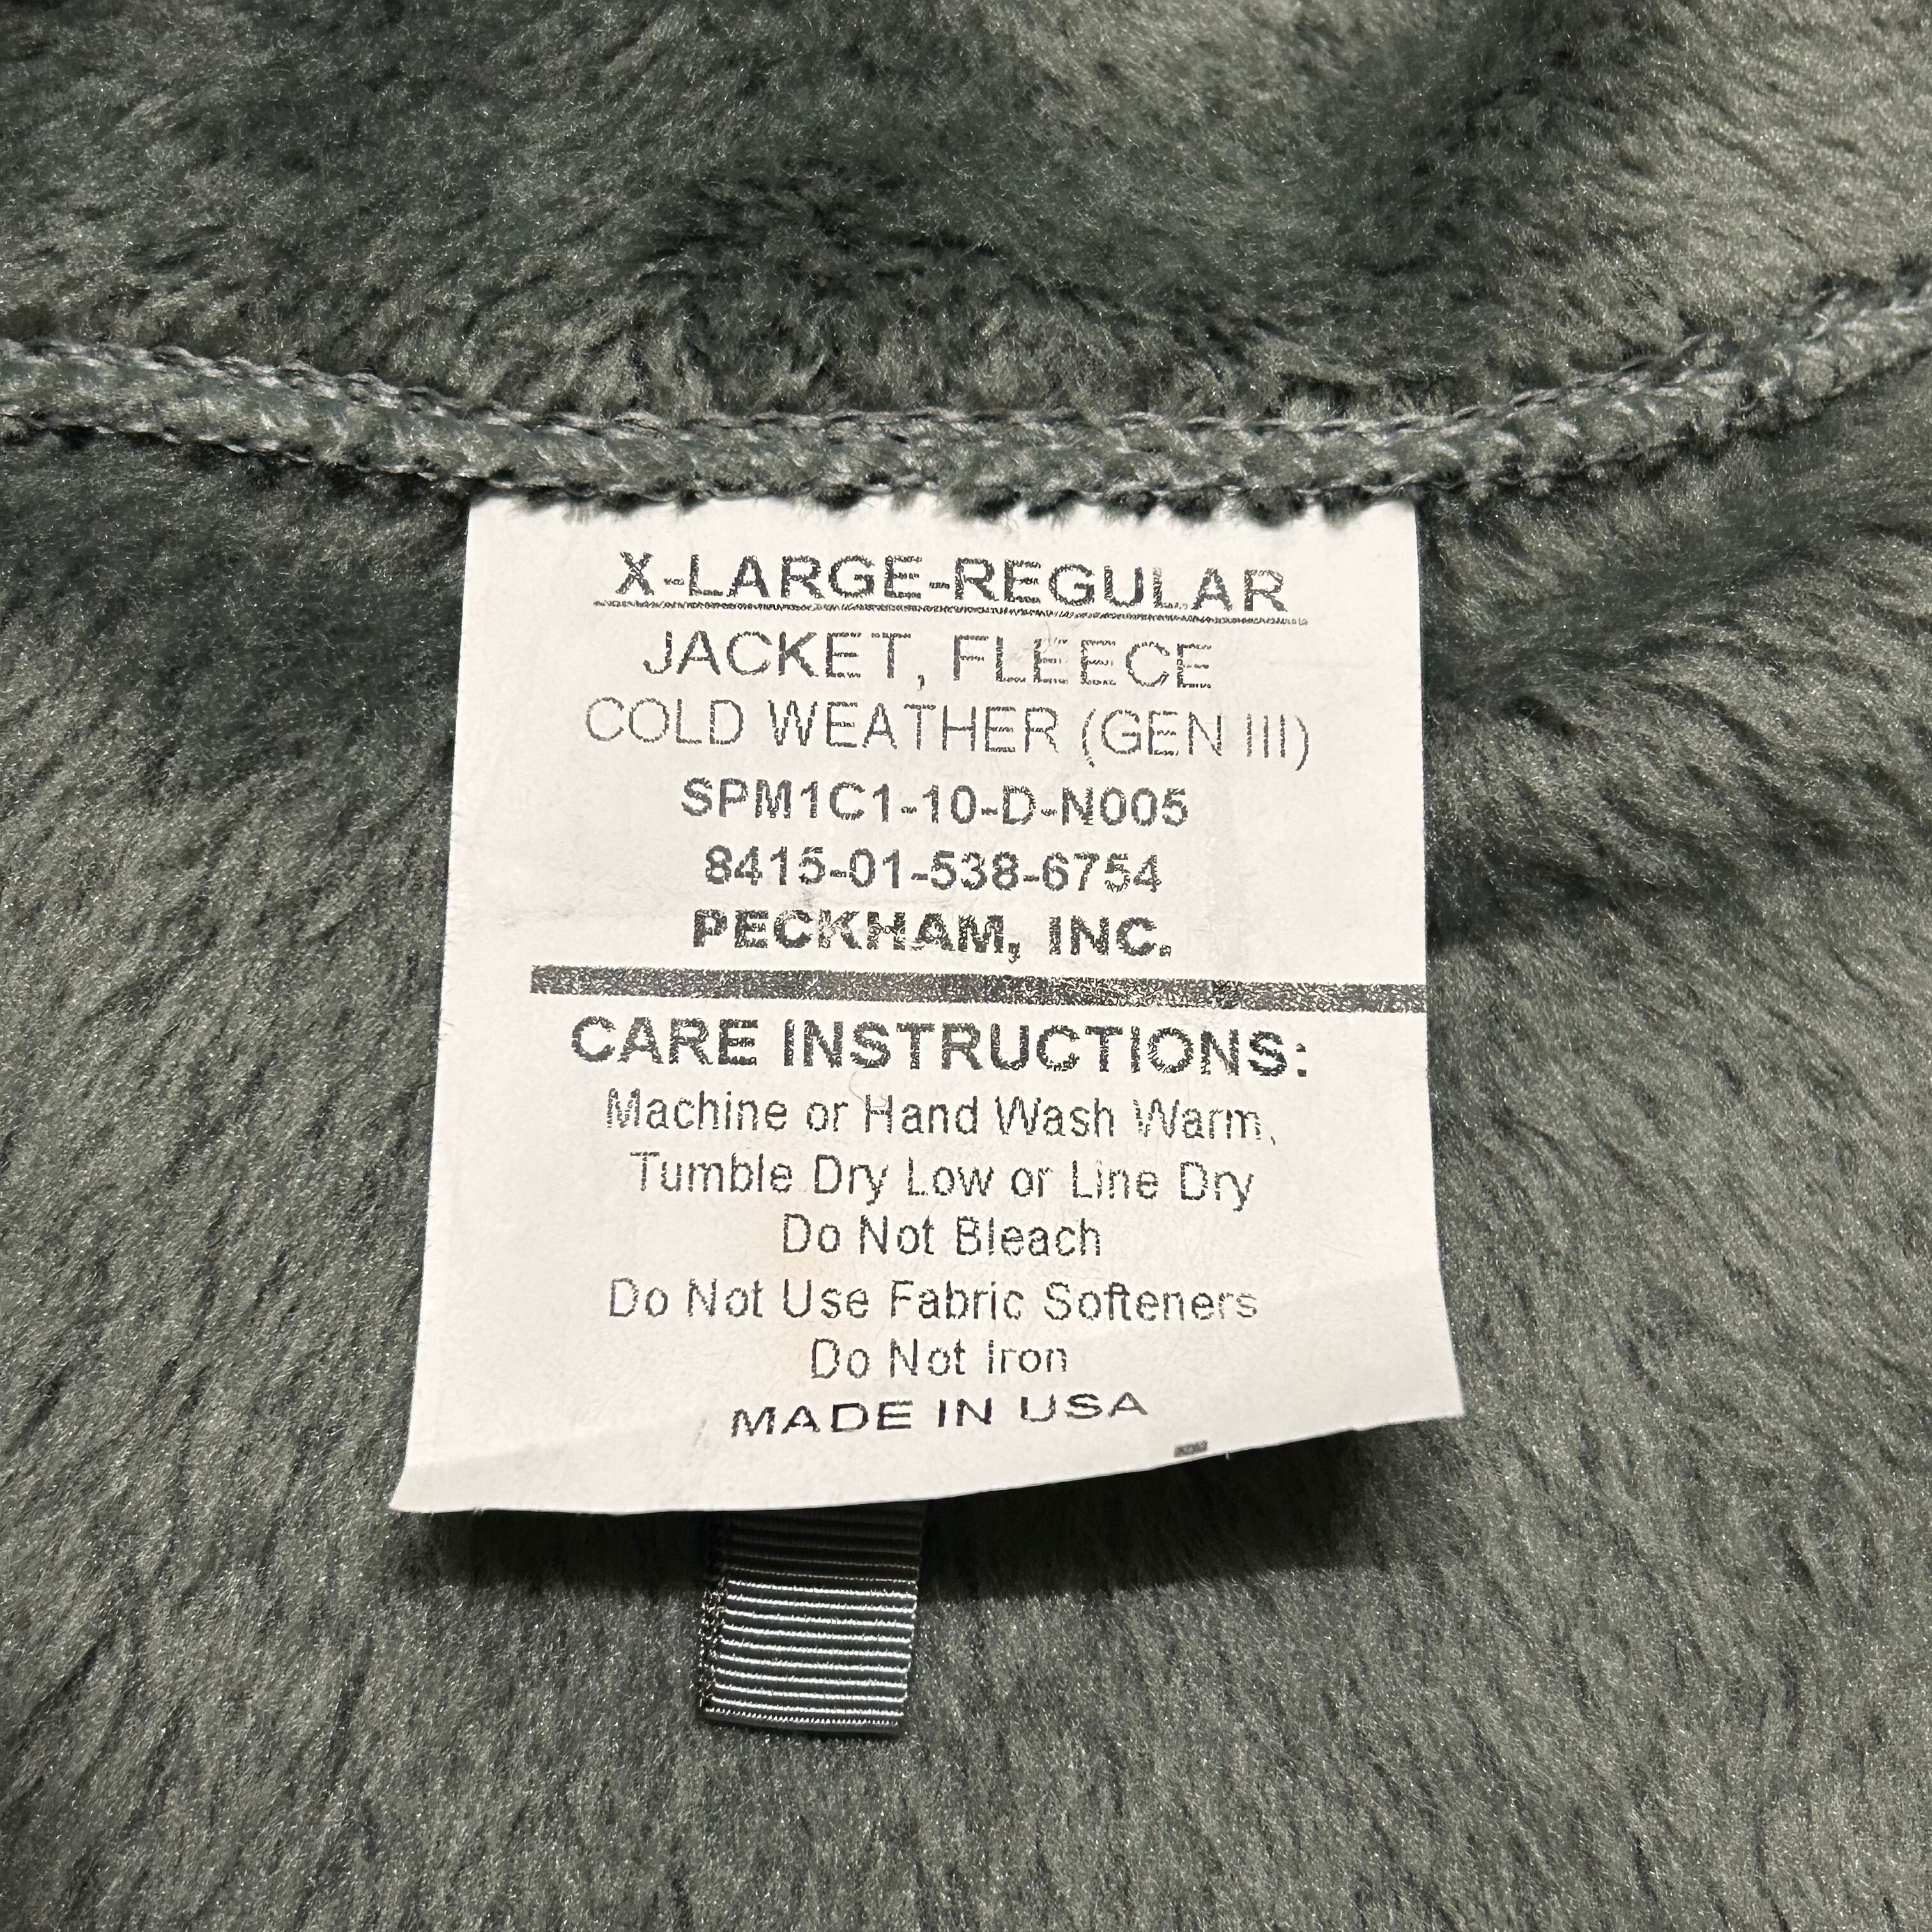 X-LARGE-REGULAR
JACKET, FLEECE
COLD WEATHER (GEN III)
SPM1C1-10-D-N005
8415-01-538-6754
PECKHAM, INC.
CARE INSTRUCTIONS:
Machine or Hand Wash Warm,
Tumble Dry Low or Line Dry
Do Not Bleach
Do Not Use Fabric Softeners
Do Not Iron
MADE IN USA